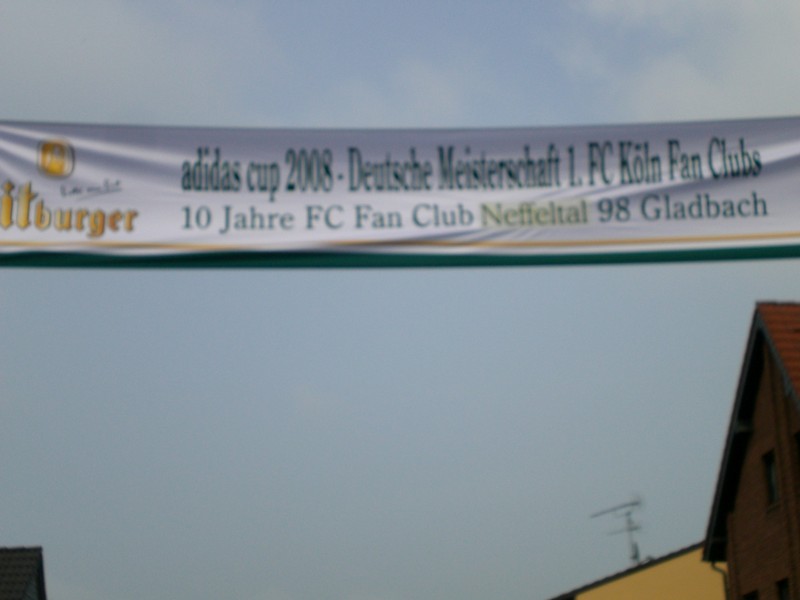 adidas cup 2008 - Deutsche Meisterschaft 1. FC Köln Fan Clubs
itburger
10 Jahre FC Fan Club Neffeltal 98 Gladbach